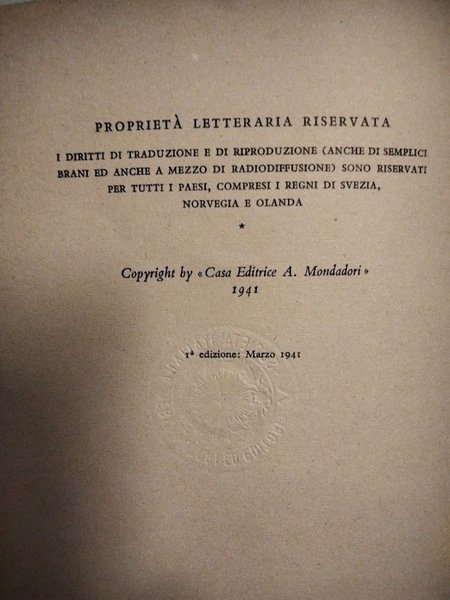 PROPRIETÀ LETTERARIA RISERVATA
I DIRITTI DI TRADUZIONE E DI RIPRODUZIONE (ANCHE DI SEMPLICI
BRANI ED ANCHE A MEZZO DI RADIODIFFUSIONE) SONO RISERVATI
PER TUTTI I PAESI, COMPRESI I REGNI DI SVEZIA,
NORVEGIA E OLANDA
*
Copyright by «Casa Editrice A. Mondadori»
1941
1ª edizione: Marzo 1941